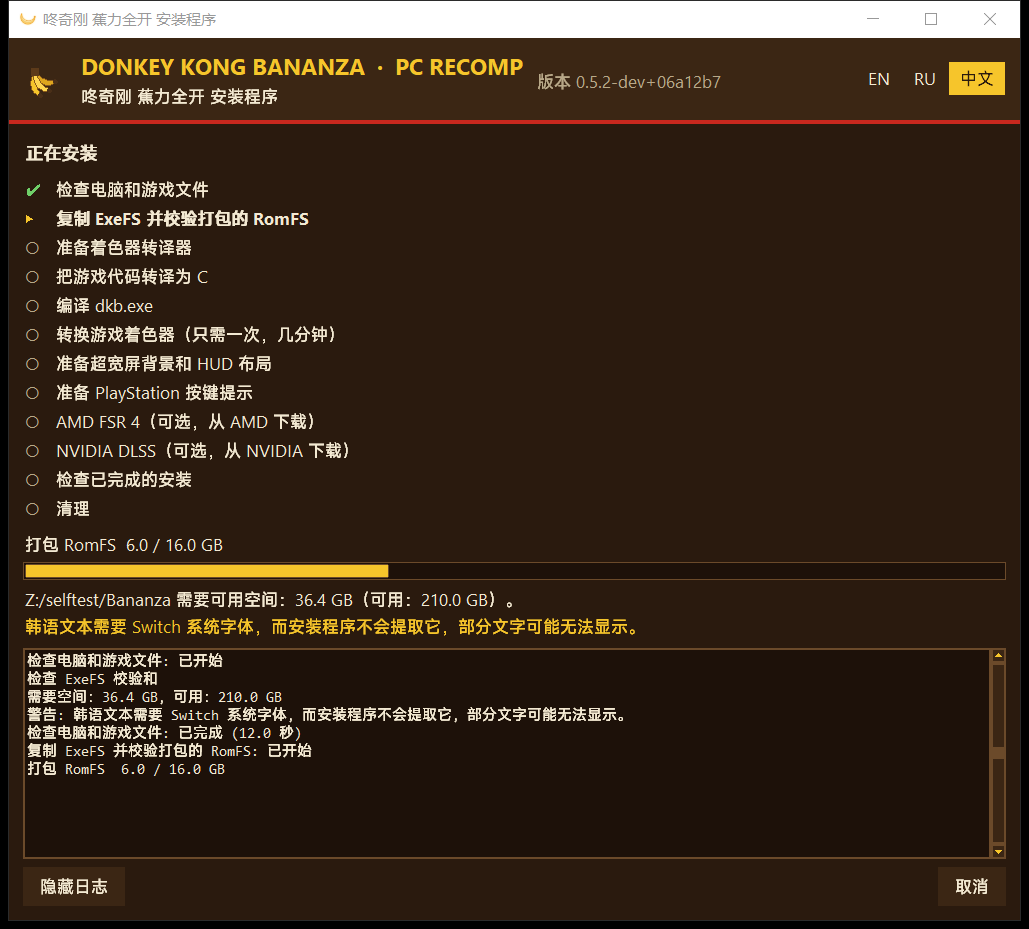 咚奇刚 蕉力全开 安装程序
DONKEY KONG BANANZA · PC RECOMP
咚奇刚 蕉力全开 安装程序
版本 0.5.2-dev+06a12b7
EN RU 中文
正在安装
✔ 检查电脑和游戏文件
▸ 复制 ExeFS 并校验打包的 RomFS
○ 准备着色器转译器
○ 把游戏代码转译为 C
○ 编译 dkb.exe
○ 转换游戏着色器（只需一次，几分钟）
○ 准备超宽屏背景和 HUD 布局
○ 准备 PlayStation 按键提示
○ AMD FSR 4（可选，从 AMD 下载）
○ NVIDIA DLSS（可选，从 NVIDIA 下载）
○ 检查已完成的安装
○ 清理
打包 RomFS  6.0 / 16.0 GB
Z:/selftest/Bananza 需要可用空间：36.4 GB（可用：210.0 GB）。
韩语文本需要 Switch 系统字体，而安装程序不会提取它，部分文字可能无法显示。
检查电脑和游戏文件：已开始
检查 ExeFS 校验和
需要空间：36.4 GB，可用：210.0 GB
警告：韩语文本需要 Switch 系统字体，而安装程序不会提取它，部分文字可能无法显示。
检查电脑和游戏文件：已完成 (12.0 秒)
复制 ExeFS 并校验打包的 RomFS：已开始
打包 RomFS  6.0 / 16.0 GB
隐藏日志
取消